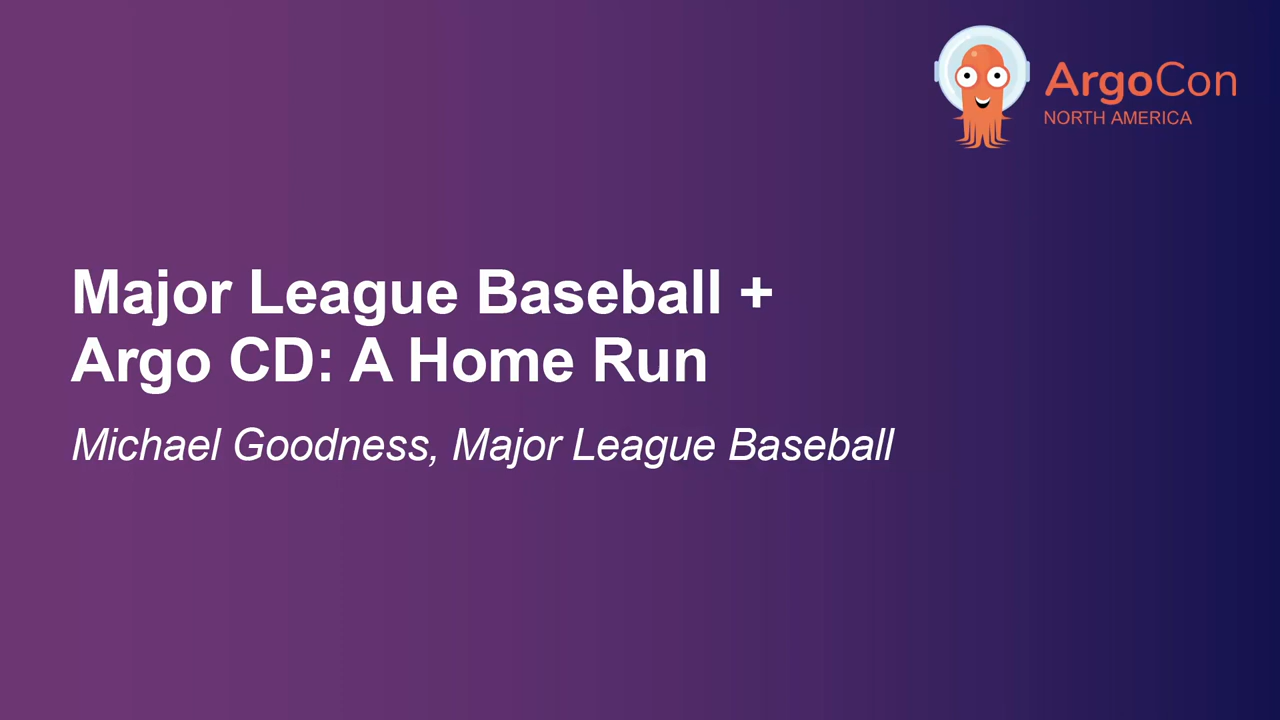 ArgoCon
NORTH AMERICA
Major League Baseball +
Argo CD: A Home Run
Michael Goodness, Major League Baseball